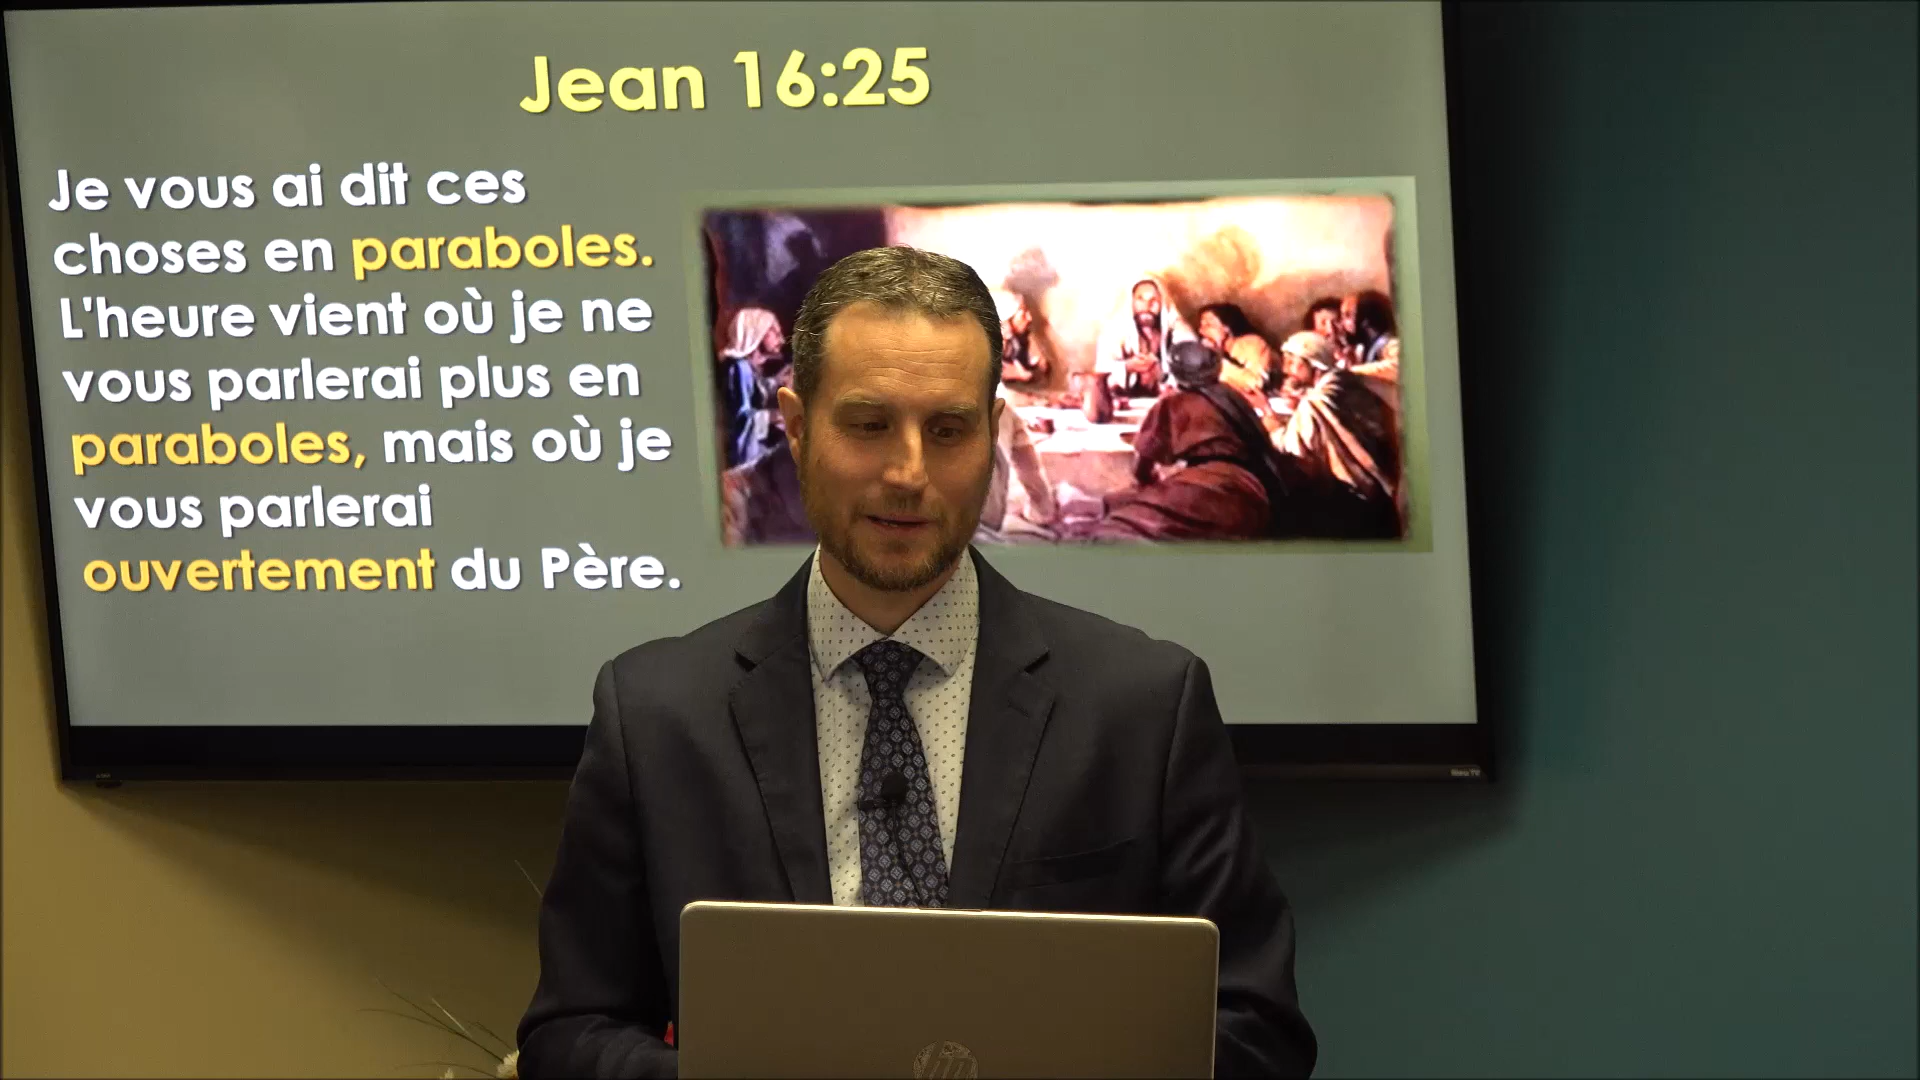 Jean 16:25
Je vous ai dit ces
choses en paraboles.
L'heure vient où je ne
vous parlerai plus en
paraboles, mais où je
vous parlerai
ouvertement du Père.
hp